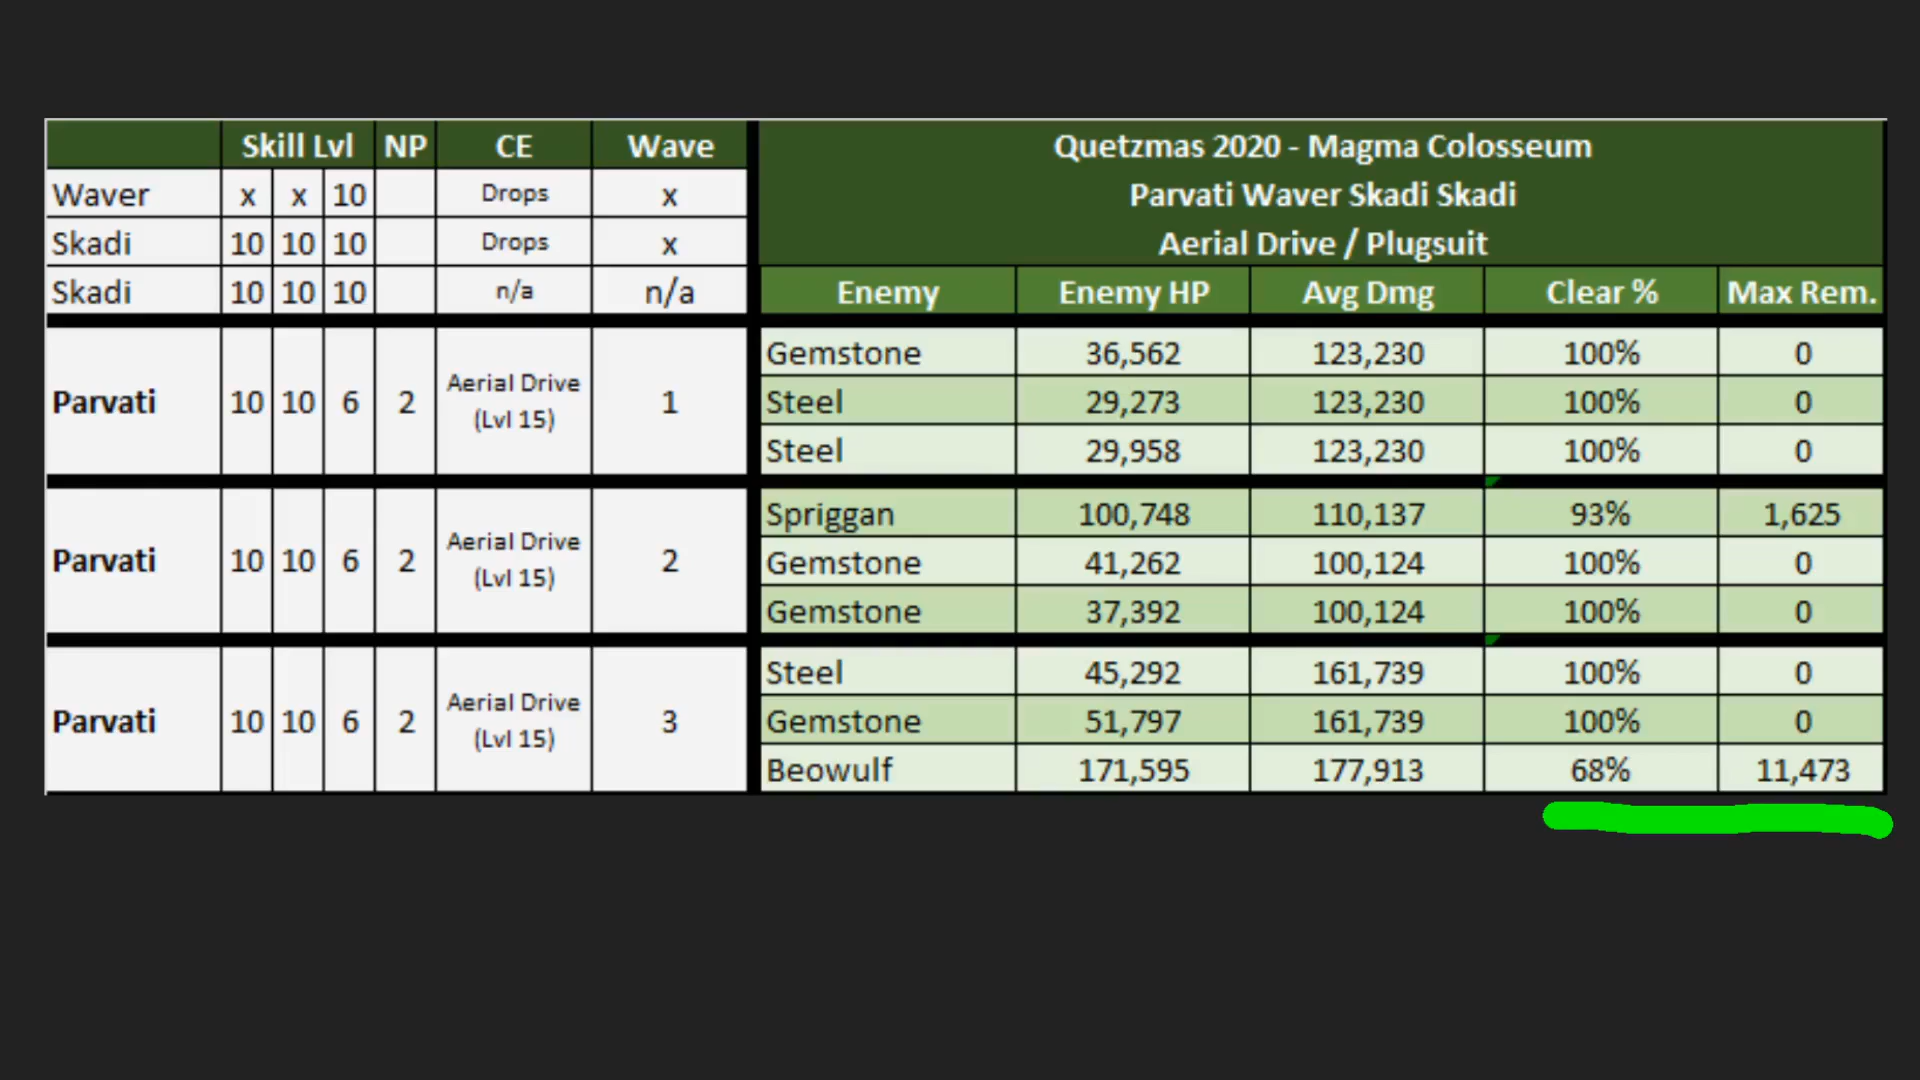 Skill Lvl NP CE Wave
Waver x x 10 Drops x
Skadi 10 10 10 Drops x
Skadi 10 10 10 n/a n/a
Quetzmas 2020 - Magma Colosseum
Parvati Waver Skadi Skadi
Aerial Drive / Plugsuit
Enemy Enemy HP Avg Dmg Clear % Max Rem.
Parvati 10 10 6 2 Aerial Drive
(Lvl 15) 1
Gemstone 36,562 123,230 100% 0
Steel 29,273 123,230 100% 0
Steel 29,958 123,230 100% 0
Parvati 10 10 6 2 Aerial Drive
(Lvl 15) 2
Spriggan 100,748 110,137 93% 1,625
Gemstone 41,262 100,124 100% 0
Gemstone 37,392 100,124 100% 0
Parvati 10 10 6 2 Aerial Drive
(Lvl 15) 3
Steel 45,292 161,739 100% 0
Gemstone 51,797 161,739 100% 0
Beowulf 171,595 177,913 68% 11,473